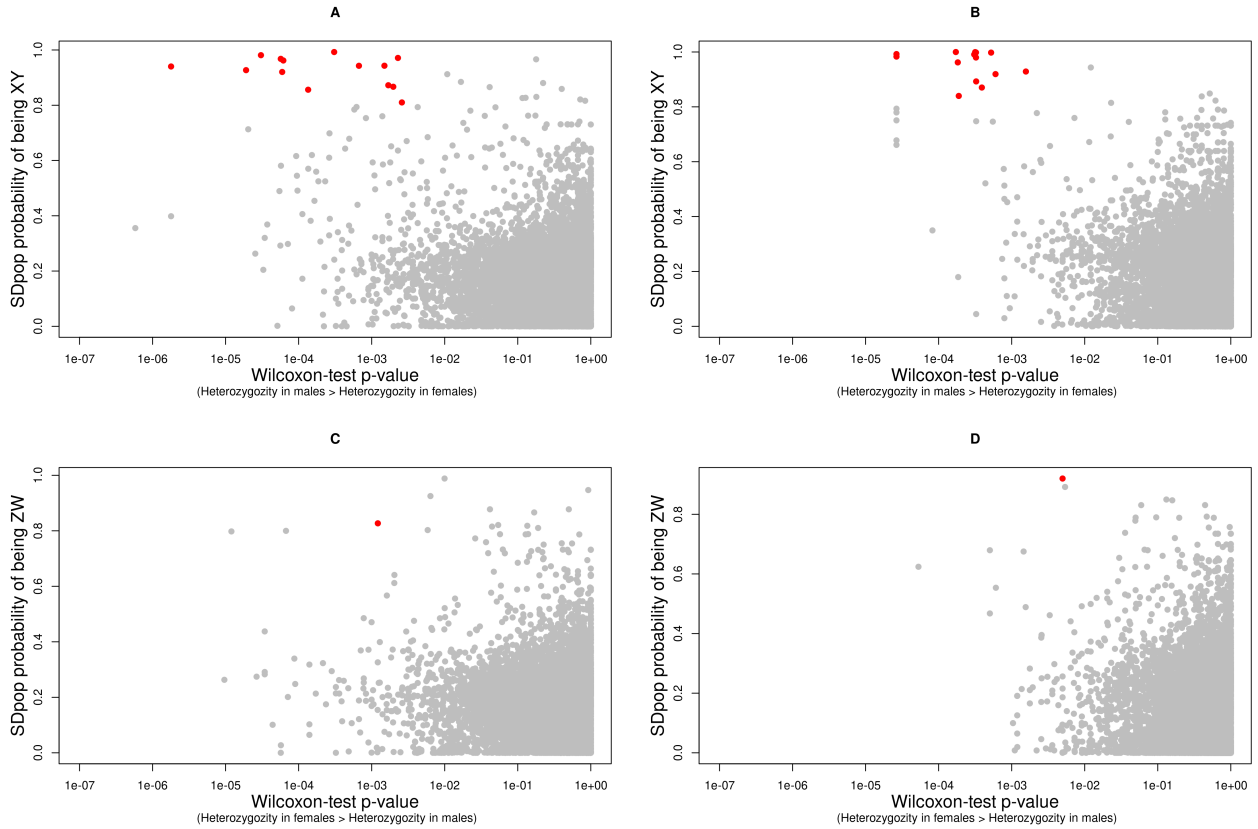 A
SDpop probability of being XY
1.0
0.8
0.6
0.4
0.2
0.0
1e-07 1e-06 1e-05 1e-04 1e-03 1e-02 1e-01 1e+00
Wilcoxon-test p-value
(Heterozygozity in males > Heterozygozity in females)
B
SDpop probability of being XY
1.0
0.8
0.6
0.4
0.2
0.0
1e-07 1e-06 1e-05 1e-04 1e-03 1e-02 1e-01 1e+00
Wilcoxon-test p-value
(Heterozygozity in males > Heterozygozity in females)
C
SDpop probability of being ZW
1.0
0.8
0.6
0.4
0.2
0.0
1e-07 1e-06 1e-05 1e-04 1e-03 1e-02 1e-01 1e+00
Wilcoxon-test p-value
(Heterozygozity in females > Heterozygozity in males)
D
SDpop probability of being ZW
0.8
0.6
0.4
0.2
0.0
1e-07 1e-06 1e-05 1e-04 1e-03 1e-02 1e-01 1e+00
Wilcoxon-test p-value
(Heterozygozity in females > Heterozygozity in males)